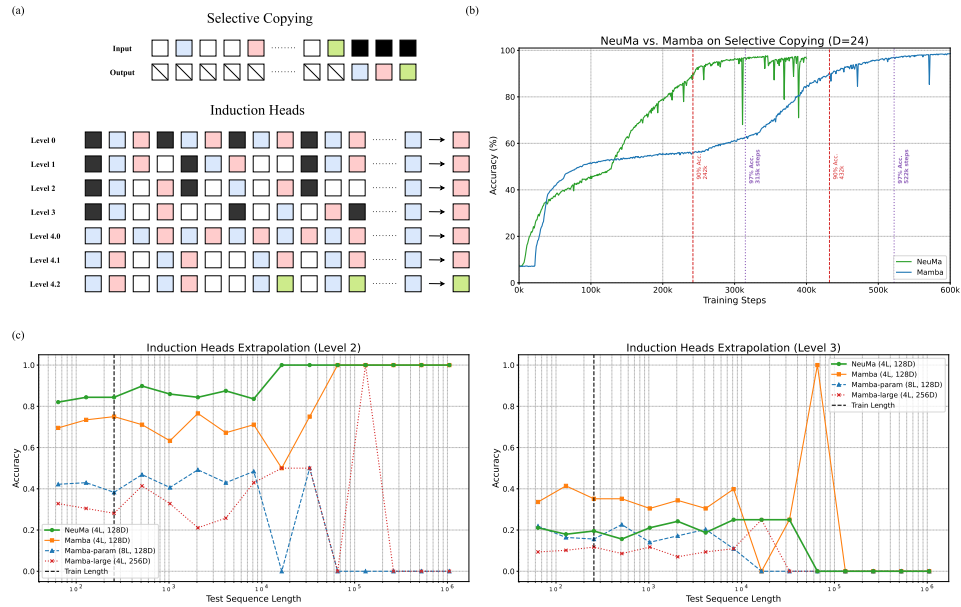 (a)
Selective Copying
Input
Output
Induction Heads
Level 0
Level 1
Level 2
Level 3
Level 4.0
Level 4.1
Level 4.2
(b)
NeuMa vs. Mamba on Selective Copying (D=24)
Accuracy (%)
100
80
60
40
20
0
90% Acc.
242k
97% Acc.
315k steps
90% Acc.
432k
97% Acc.
522k steps
NeuMa
Mamba
0k
100k
200k
300k
400k
500k
600k
Training Steps
(c)
Induction Heads Extrapolation (Level 2)
Accuracy
1.0
0.8
0.6
0.4
0.2
0.0
NeuMa (4L, 128D)
Mamba (4L, 128D)
Mamba-param (8L, 128D)
Mamba-large (4L, 256D)
Train Length
10²
10³
10⁴
10⁵
10⁶
Test Sequence Length
Induction Heads Extrapolation (Level 3)
Accuracy
1.0
0.8
0.6
0.4
0.2
0.0
NeuMa (4L, 128D)
Mamba (4L, 128D)
Mamba-param (8L, 128D)
Mamba-large (4L, 256D)
Train Length
10²
10³
10⁴
10⁵
10⁶
Test Sequence Length